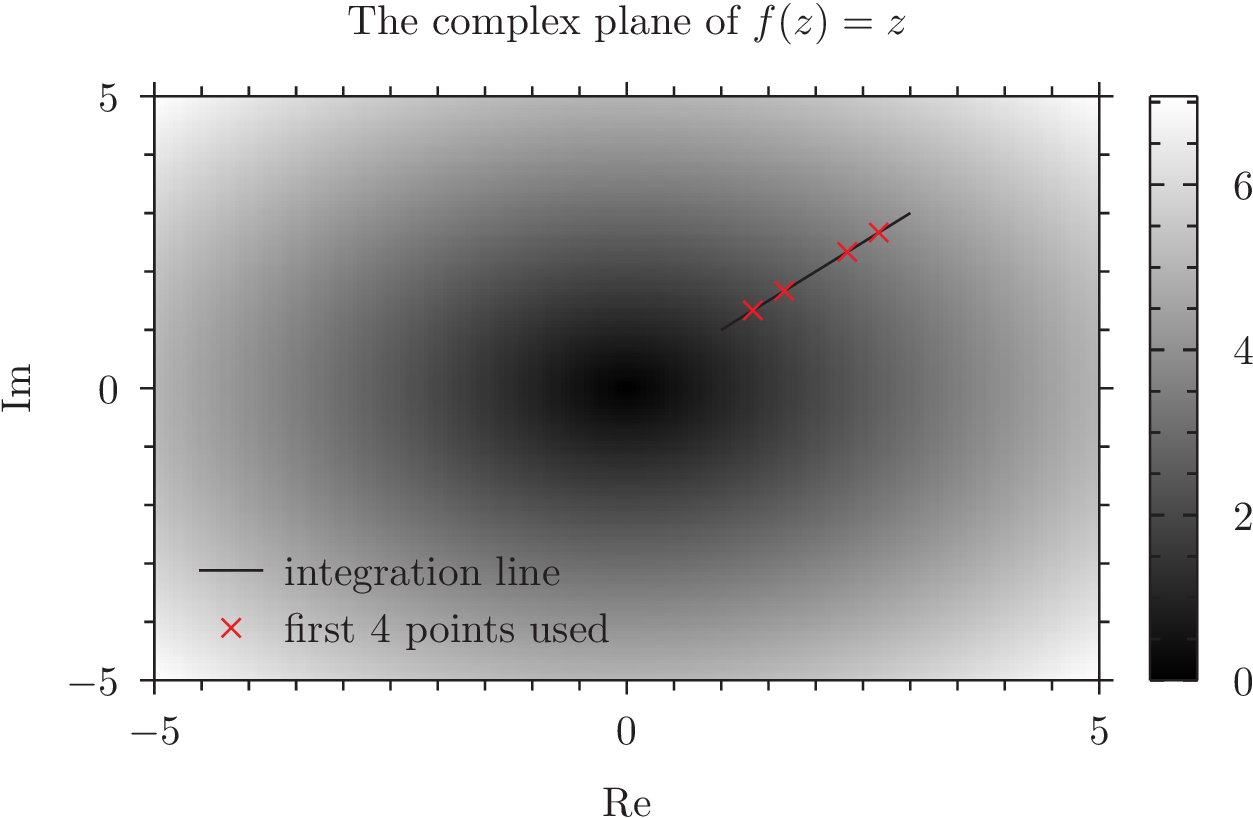 The complex plane of f(z) = z
5
0
−5
Im
integration line
first 4 points used
−5
0
5
Re
6
4
2
0